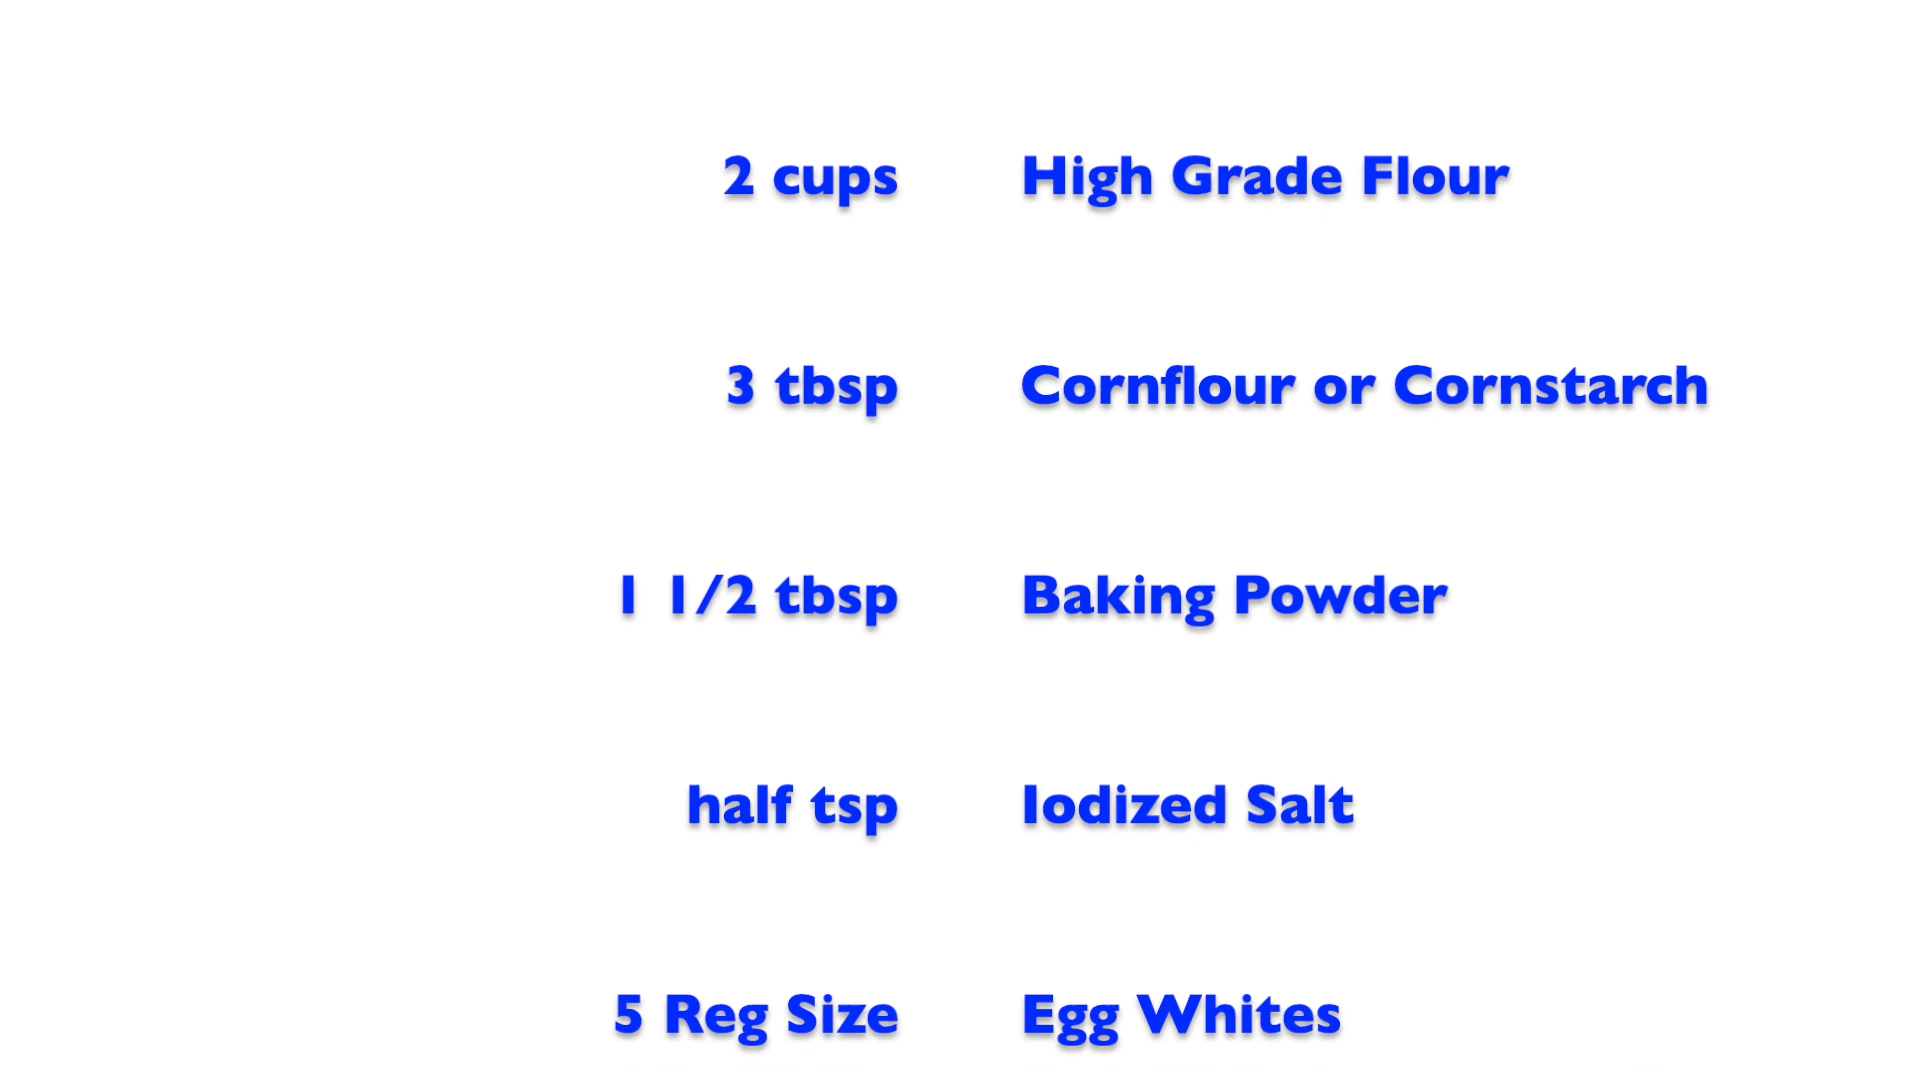 2 cups High Grade Flour
3 tbsp Cornflour or Cornstarch
1 1/2 tbsp Baking Powder
half tsp Iodized Salt
5 Reg Size Egg Whites